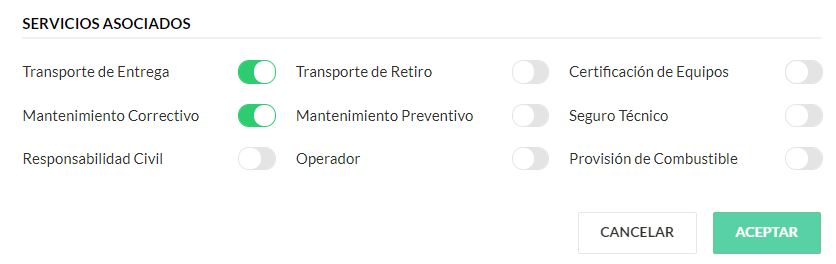 SERVICIOS ASOCIADOS
Transporte de Entrega Transporte de Retiro Certificación de Equipos
Mantenimiento Correctivo Mantenimiento Preventivo Seguro Técnico
Responsabilidad Civil Operador Provisión de Combustible
CANCELAR ACEPTAR